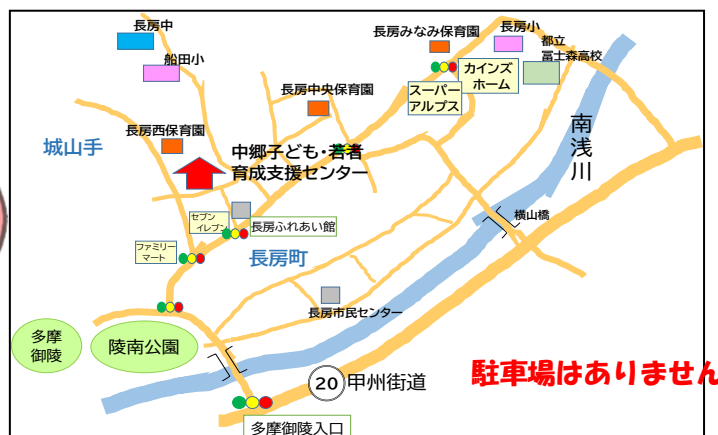 長房中
船田小
長房みなみ保育園
長房小
都立
冨士森高校
カインズ
ホーム
スーパー
アルプス
長房中央保育園
長房西保育園
城山手
中郷子ども・若者
育成支援センター
南浅川
セブン
イレブン
長房ふれあい館
横山橋
ファミリー
マート
長房町
長房市民センター
多摩
御陵
陵南公園
20 甲州街道
駐車場はありません
多摩御陵入口